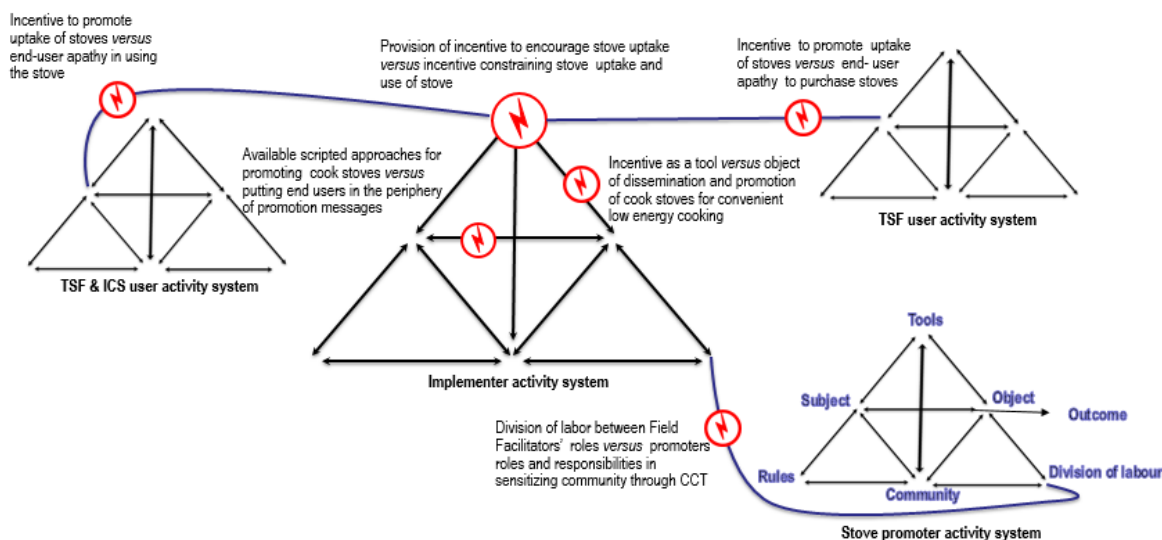 Incentive to promote
uptake of stoves versus
end-user apathy in using
the stove
Provision of incentive to encourage stove uptake
versus incentive constraining stove uptake and
use of stove
Incentive to promote uptake
of stoves versus end- user
apathy to purchase stoves
Available scripted approaches for
promoting cook stoves versus
putting end users in the periphery
of promotion messages
Incentive as a tool versus object
of dissemination and promotion
of cook stoves for convenient
low energy cooking
TSF user activity system
TSF & ICS user activity system
Implementer activity system
Tools
Subject
Object
Outcome
Rules
Community
Division of labour
Division of labor between Field
Facilitators' roles versus promoters
roles and responsibilities in
sensitizing community through CCT
Stove promoter activity system